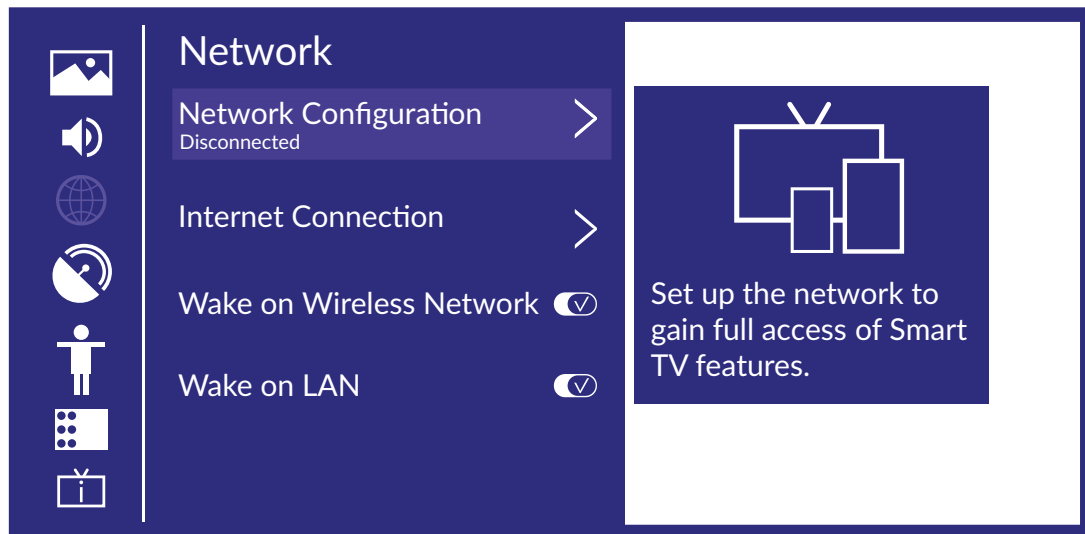 Network
Network Configuration
Disconnected
Internet Connection
Wake on Wireless Network
Wake on LAN
Set up the network to
gain full access of Smart
TV features.
i